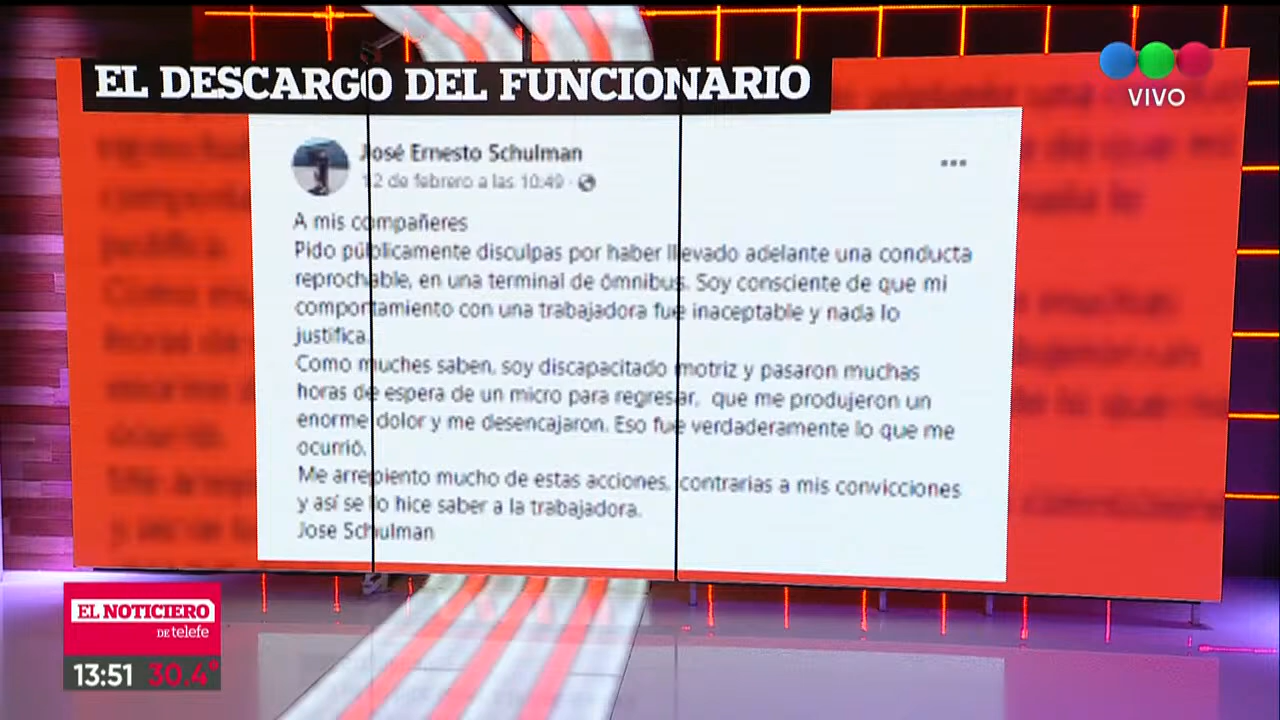 EL DESCARGO DEL FUNCIONARIO
VIVO
José Ernesto Schulman
12 de febrero a las 10:49 ·
A mis compañeres
Pido públicamente disculpas por haber llevado adelante una conducta
reprochable, en una terminal de ómnibus. Soy consciente de que mi
comportamiento con una trabajadora fue inaceptable y nada lo
justifica.
Como muches saben, soy discapacitado motriz y pasaron muchas
horas de espera de un micro para regresar, que me produjeron un
enorme dolor y me desencajaron. Eso fue verdaderamente lo que me
ocurrió.
Me arrepiento mucho de estas acciones, contrarias a mis convicciones
y así se lo hice saber a la trabajadora.
Jose Schulman
EL NOTICIERO
DE telefe
13:51 30.4°